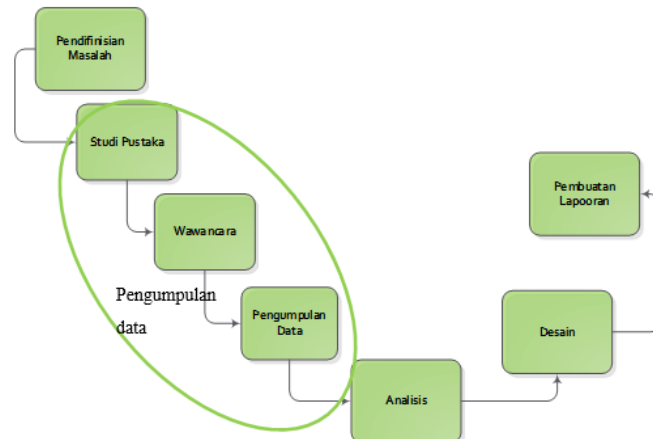 Pendifinisian
Masalah
Studi Pustaka
Wawancara
Pengumpulan
data
Pengumpulan
Data
Analisis
Desain
Pembuatan
Lapooran